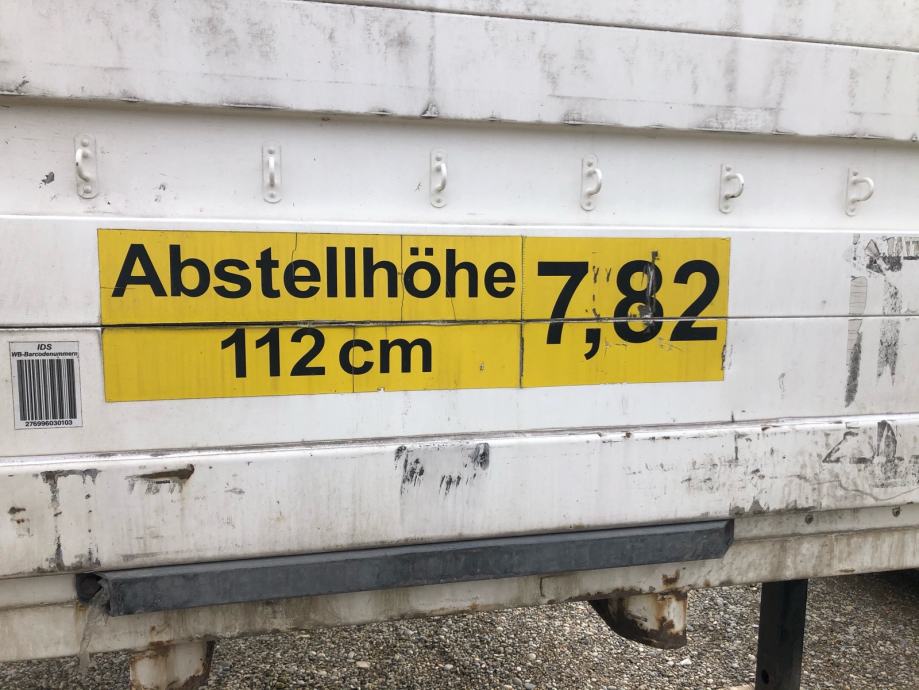 Abstellhöhe
112 cm
7,82
IDS
WB-Barcodenummern
276996030103